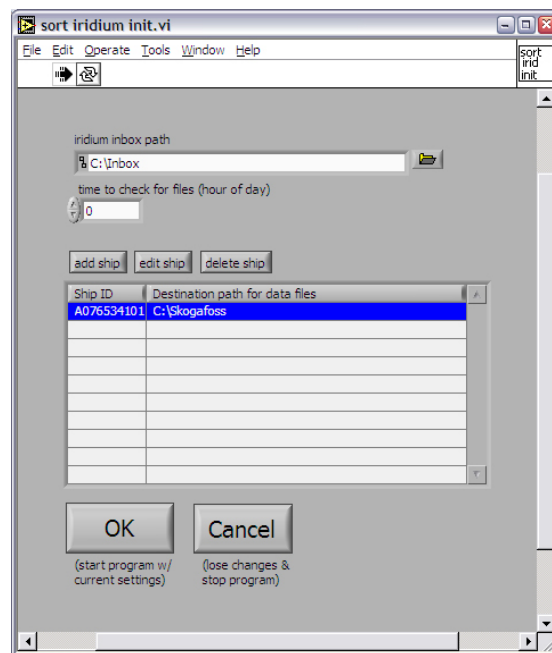 sort iridium init.vi
File Edit Operate Tools Window Help
sort
irid
init
iridium inbox path
C:\Inbox
time to check for files (hour of day)
0
add ship edit ship delete ship
Ship ID Destination path for data files
A076534101 C:\Skogafoss
OK Cancel
(start program w/ (lose changes &
current settings) stop program)